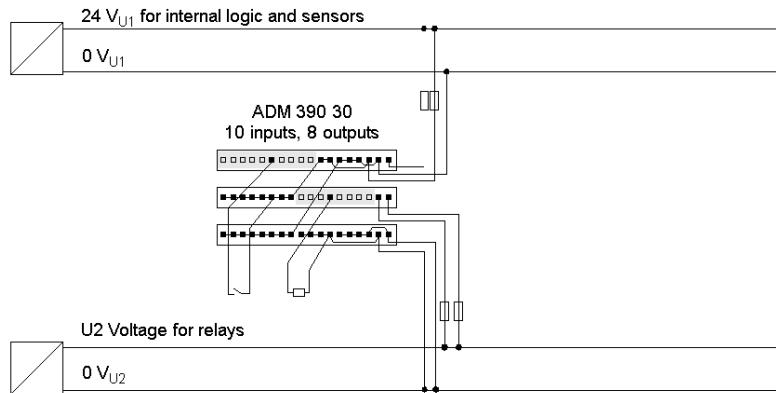 24 VU1 for internal logic and sensors
0 VU1
ADM 390 30
10 inputs, 8 outputs
U2 Voltage for relays
0 VU2